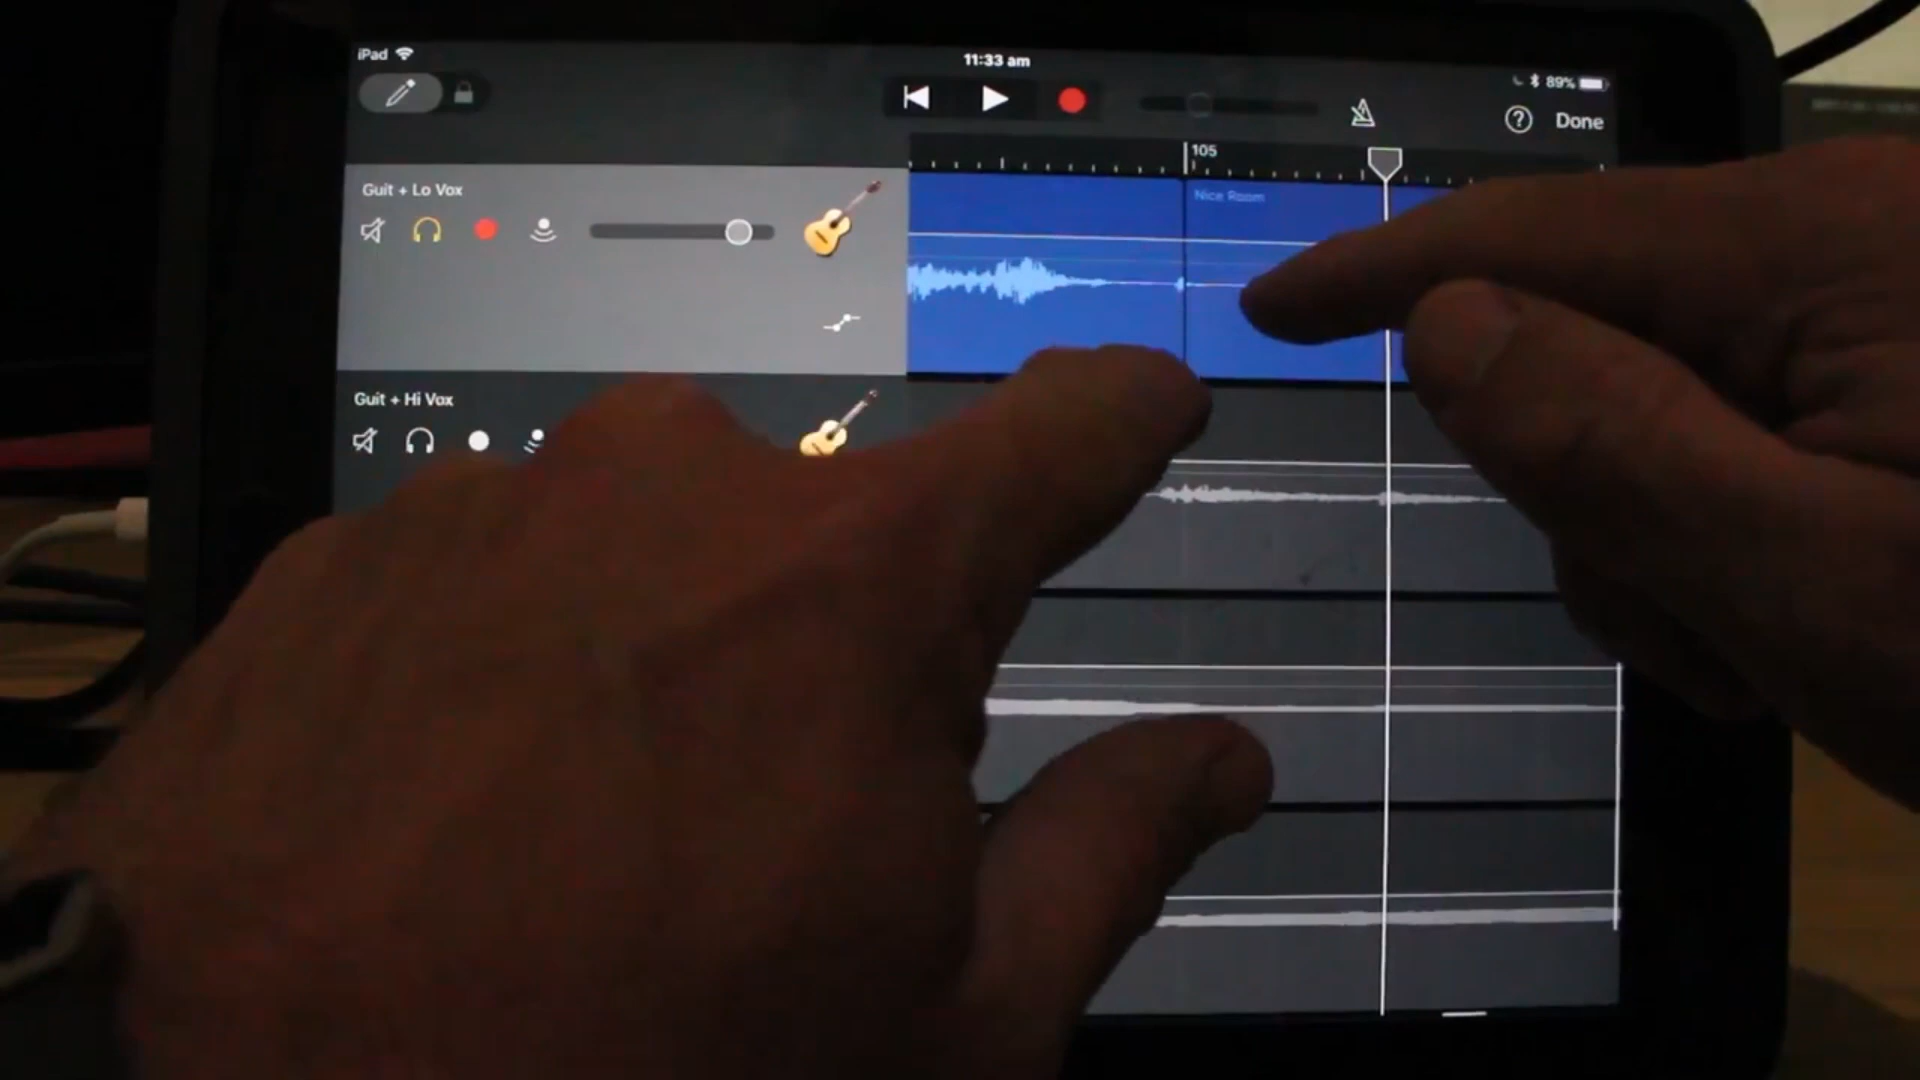 iPad
11:33 am
89%
Done
105
Guit + Lo Vox
Nice Room
Guit + Hi Vox